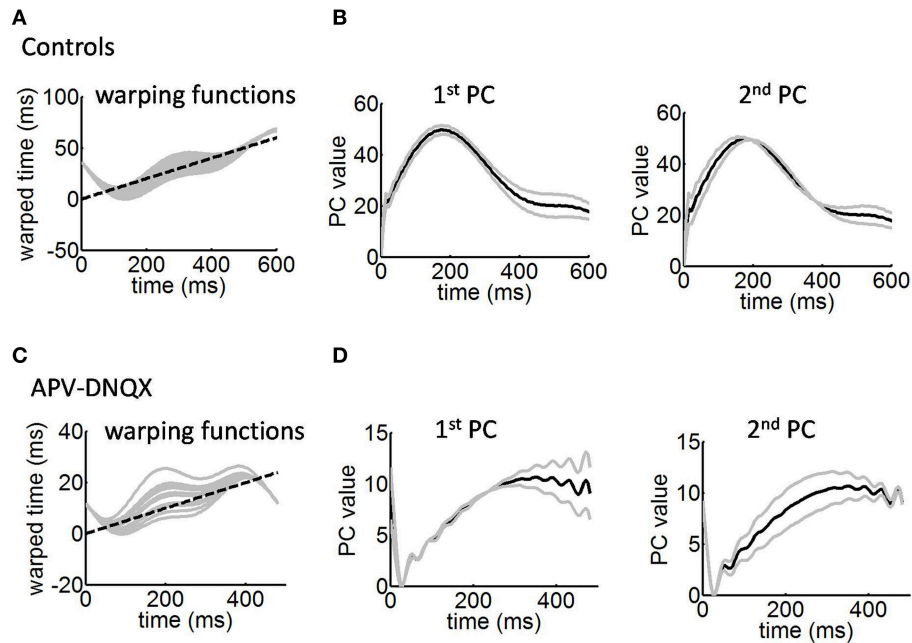 A
B
Controls
warping functions
1st PC
2nd PC
warped time (ms)
100
50
0
-50
0 200 400 600
time (ms)
PC value
60
40
20
0
0 200 400 600
time (ms)
PC value
60
40
20
0
0 200 400 600
time (ms)
C
D
APV-DNQX
warping functions
1st PC
2nd PC
warped time (ms)
40
20
0
-20
0 200 400
time (ms)
PC value
15
10
5
0
0 200 400
time (ms)
PC value
15
10
5
0
0 200 400
time (ms)